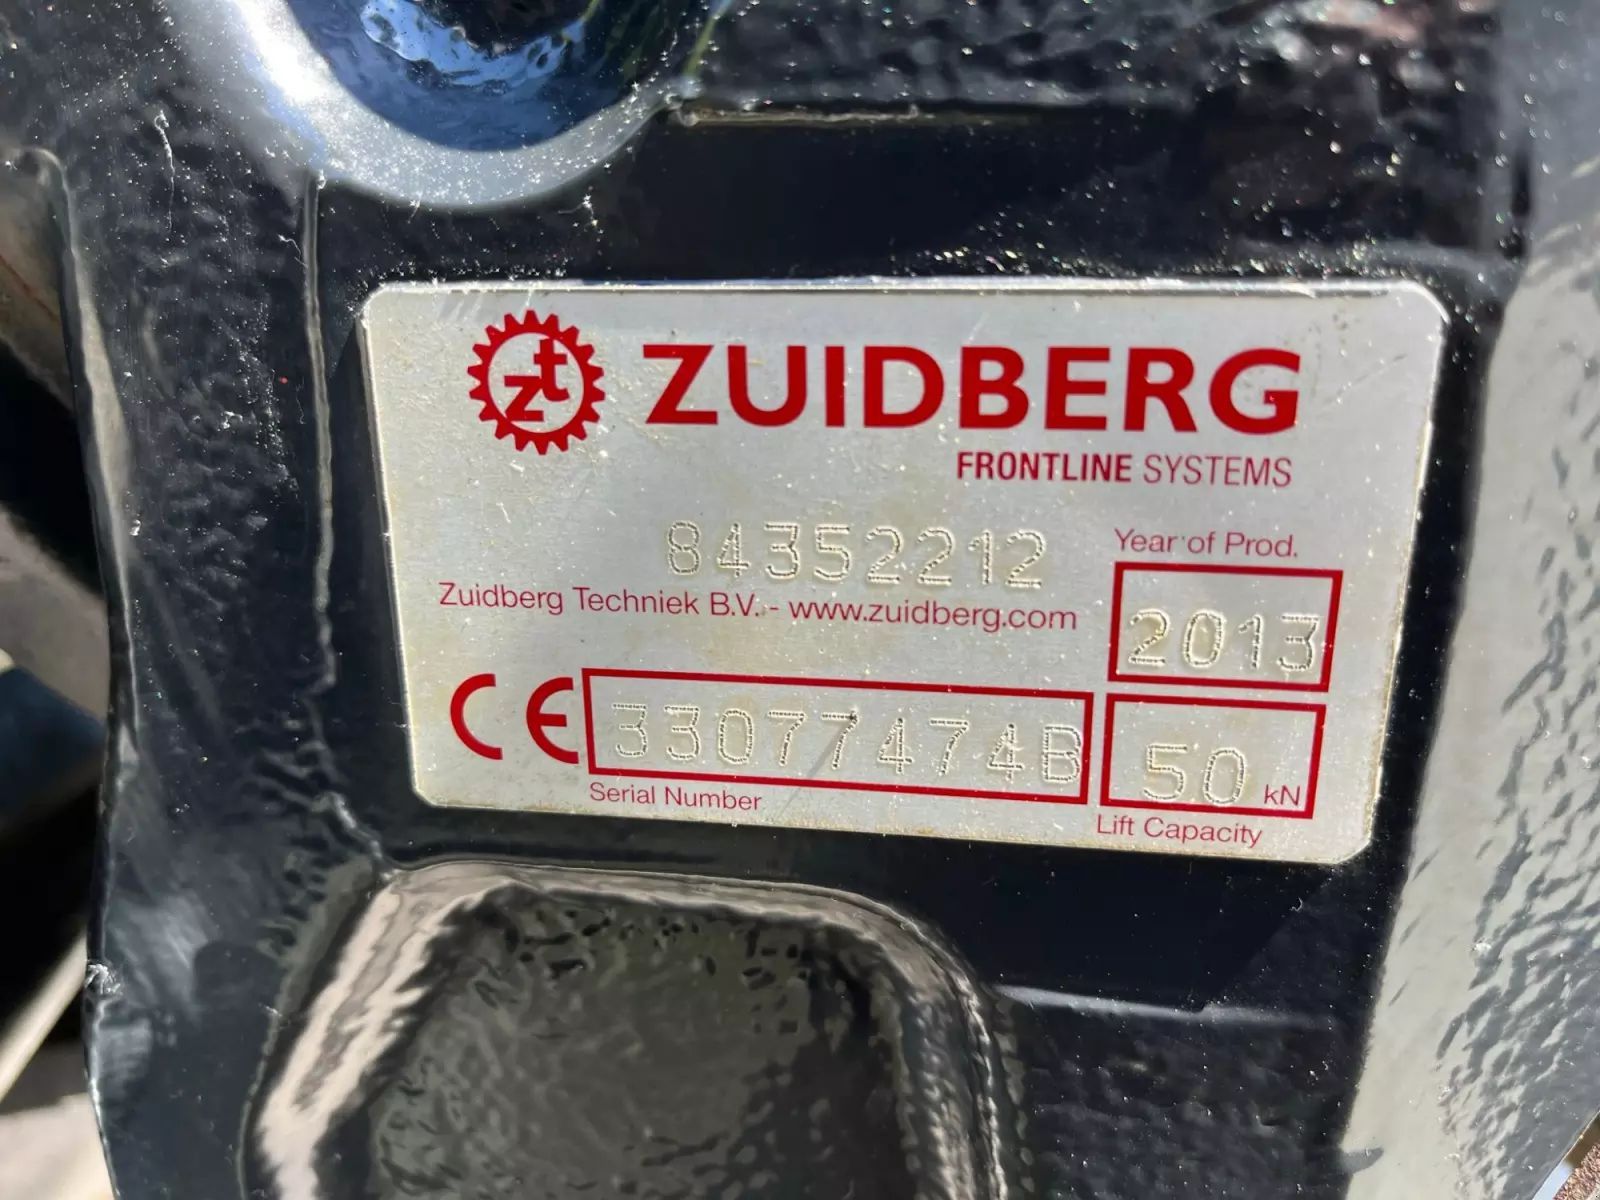 zt ZUIDBERG
FRONTLINE SYSTEMS
84352212
Year of Prod.
Zuidberg Techniek B.V. - www.zuidberg.com
2013
CE 33077474B
50 kN
Serial Number
Lift Capacity